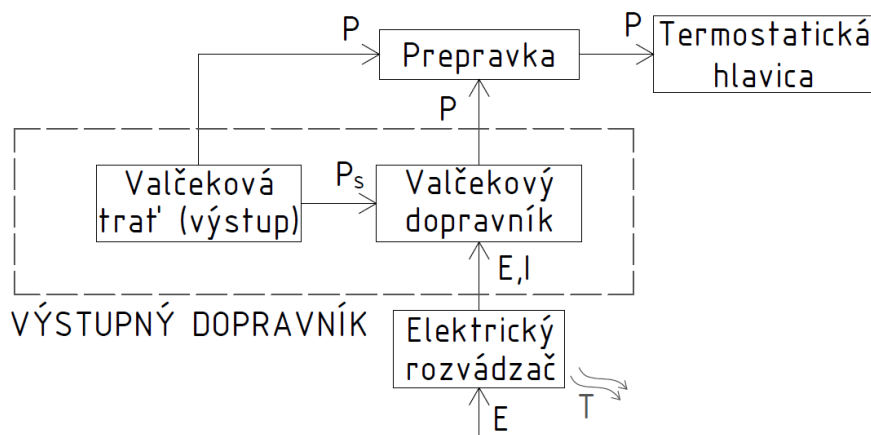 P
Prepravka
P
Termostatická
hlavica
P
Valčeková
trať (výstup)
Ps
Valčekový
dopravník
E,I
VÝSTUPNÝ DOPRAVNÍK
Elektrický
rozvádzač
T
E